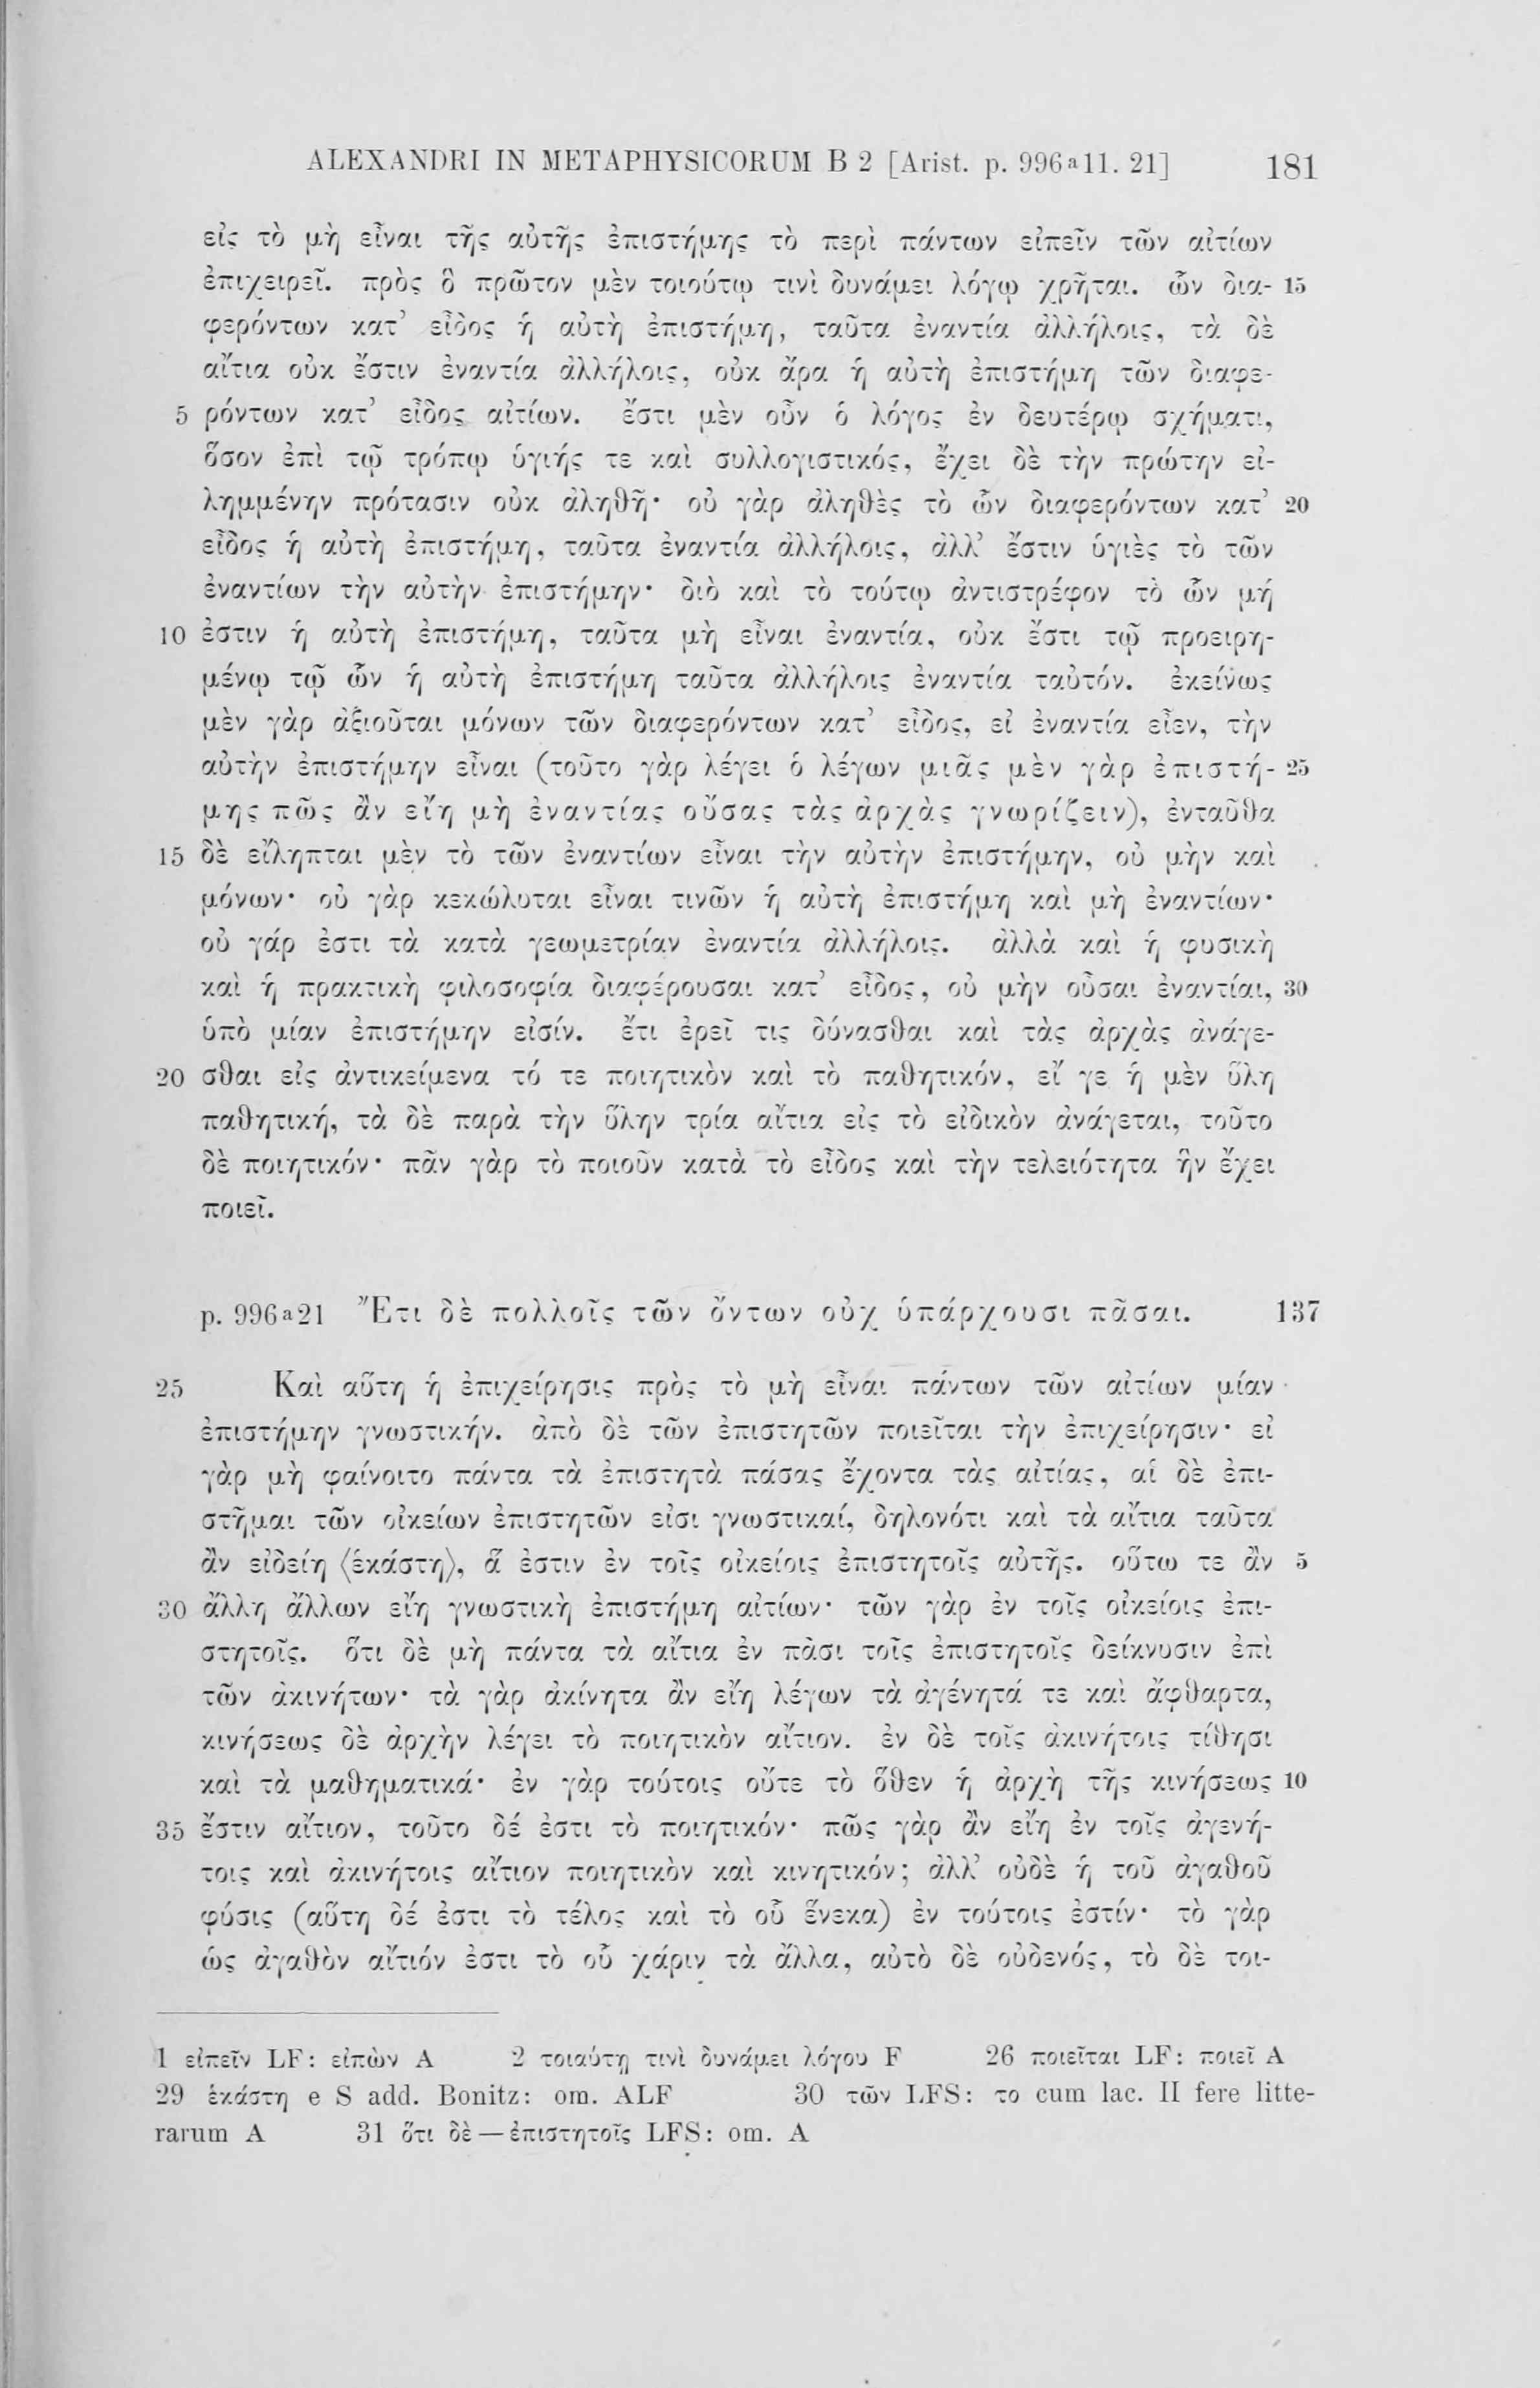 ALEXANDRI IN METAPHYSICORUM B 2 [Arist. p. 996ª11. 21] 181
εἰς τὸ μὴ εἶναι τῆς αὐτῆς ἐπιστήμης τὸ περὶ πάντων εἰπεῖν τῶν αἰτίων
ἐπιχειρεῖ. πρὸς ὃ πρῶτον μὲν τοιούτῳ τινὶ δυνάμει λόγῳ χρῆται. ὧν δια- 15
φερόντων κατ’ εἶδος ἡ αὐτὴ ἐπιστήμη, ταῦτα ἐναντία ἀλλήλοις, τὰ δὲ
αἴτια οὐκ ἔστιν ἐναντία ἀλλήλοις, οὐκ ἄρα ἡ αὐτὴ ἐπιστήμη τῶν διαφε-
5 ρόντων κατ’ εἶδος αἰτίων. ἔστι μὲν οὖν ὁ λόγος ἐν δευτέρῳ σχήματι,
ὅσον ἐπὶ τῷ τρόπῳ ὑγιής τε καὶ συλλογιστικός, ἔχει δὲ τὴν πρώτην εἰ-
λημμένην πρότασιν οὐκ ἀληθῆ· οὐ γὰρ ἀληθὲς τὸ ὧν διαφερόντων κατ’ 20
εἶδος ἡ αὐτὴ ἐπιστήμη, ταῦτα ἐναντία ἀλλήλοις, ἀλλ’ ἔστιν ὑγιὲς τὸ τῶν
ἐναντίων τὴν αὐτὴν ἐπιστήμην· διὸ καὶ τὸ τούτῳ ἀντιστρέφον τὸ ὧν μή
10 ἐστιν ἡ αὐτὴ ἐπιστήμη, ταῦτα μὴ εἶναι ἐναντία, οὐκ ἔστι τῷ προειρη-
μένῳ τῷ ὧν ἡ αὐτὴ ἐπιστήμη ταῦτα ἀλλήλοις ἐναντία ταὐτόν. ἐκείνως
μὲν γὰρ ἀξιοῦται μόνων τῶν διαφερόντων κατ’ εἶδος, εἰ ἐναντία εἶεν, τὴν
αὐτὴν ἐπιστήμην εἶναι (τοῦτο γὰρ λέγει ὁ λέγων μιᾶς μὲν γὰρ ἐπιστή- 25
μης πῶς ἂν εἴη μὴ ἐναντίας οὔσας τὰς ἀρχὰς γνωρίζειν), ἐνταῦθα
15 δὲ εἴληπται μὲν τὸ τῶν ἐναντίων εἶναι τὴν αὐτὴν ἐπιστήμην, οὐ μὴν καὶ
μόνων· οὐ γὰρ κεκώλυται εἶναι τινῶν ἡ αὐτὴ ἐπιστήμη καὶ μὴ ἐναντίων·
οὐ γάρ ἐστι τὰ κατὰ γεωμετρίαν ἐναντία ἀλλήλοις. ἀλλὰ καὶ ἡ φυσικὴ
καὶ ἡ πρακτικὴ φιλοσοφία διαφέρουσαι κατ’ εἶδος, οὐ μὴν οὖσαι ἐναντίαι, 30
ὑπὸ μίαν ἐπιστήμην εἰσίν. ἔτι ἐρεῖ τις δύνασθαι καὶ τὰς ἀρχὰς ἀνάγε-
20 σθαι εἰς ἀντικείμενα τό τε ποιητικὸν καὶ τὸ παθητικόν, εἴ γε ἡ μὲν ὕλη
παθητική, τὰ δὲ παρὰ τὴν ὕλην τρία αἴτια εἰς τὸ εἰδικὸν ἀνάγεται, τοῦτο
δὲ ποιητικόν· πᾶν γὰρ τὸ ποιοῦν κατὰ τὸ εἶδος καὶ τὴν τελειότητα ἣν ἔχει
ποιεῖ.
p. 996ª21 Ἔτι δὲ πολλοῖς τῶν ὄντων οὐχ ὑπάρχουσι πᾶσαι. 137
25 Καὶ αὕτη ἡ ἐπιχείρησις πρὸς τὸ μὴ εἶναι πάντων τῶν αἰτίων μίαν
ἐπιστήμην γνωστικήν. ἀπὸ δὲ τῶν ἐπιστητῶν ποιεῖται τὴν ἐπιχείρησιν· εἰ
γὰρ μὴ φαίνοιτο πάντα τὰ ἐπιστητὰ πάσας ἔχοντα τὰς αἰτίας, αἱ δὲ ἐπι-
στῆμαι τῶν οἰκείων ἐπιστητῶν εἰσι γνωστικαί, δηλονότι καὶ τὰ αἴτια ταῦτα
ἂν εἰδείη ⟨ἑκάστη⟩, ἅ ἐστιν ἐν τοῖς οἰκείοις ἐπιστητοῖς αὐτῆς. οὕτω τε ἂν 5
30 ἄλλη ἄλλων εἴη γνωστικὴ ἐπιστήμη αἰτίων· τῶν γὰρ ἐν τοῖς οἰκείοις ἐπι-
στητοῖς. ὅτι δὲ μὴ πάντα τὰ αἴτια ἐν πᾶσι τοῖς ἐπιστητοῖς δείκνυσιν ἐπὶ
τῶν ἀκινήτων· τὰ γὰρ ἀκίνητα ἂν εἴη λέγων τὰ ἀγένητά τε καὶ ἄφθαρτα,
κινήσεως δὲ ἀρχὴν λέγει τὸ ποιητικὸν αἴτιον. ἐν δὲ τοῖς ἀκινήτοις τίθησι
καὶ τὰ μαθηματικά· ἐν γὰρ τούτοις οὔτε τὸ ὅθεν ἡ ἀρχὴ τῆς κινήσεως 10
35 ἔστιν αἴτιον, τοῦτο δέ ἐστι τὸ ποιητικόν· πῶς γὰρ ἂν εἴη ἐν τοῖς ἀγενή-
τοις καὶ ἀκινήτοις αἴτιον ποιητικὸν καὶ κινητικόν; ἀλλ’ οὐδὲ ἡ τοῦ ἀγαθοῦ
φύσις (αὕτη δέ ἐστι τὸ τέλος καὶ τὸ οὗ ἕνεκα) ἐν τούτοις ἐστίν· τὸ γὰρ
ὡς ἀγαθὸν αἴτιόν ἐστι τὸ οὗ χάριν τὰ ἄλλα, αὐτὸ δὲ οὐδενός, τὸ δὲ τοι-
1 εἰπεῖν LF: εἰπὼν A 2 τοιαύτῃ τινὶ δυνάμει λόγου F 26 ποιεῖται LF: ποιεῖ A
29 ἑκάστη e S add. Bonitz: om. ALF 30 τῶν LFS: το cum lac. II fere litte-
rarum A 31 ὅτι δὲ — ἐπιστητοῖς LFS: om. A